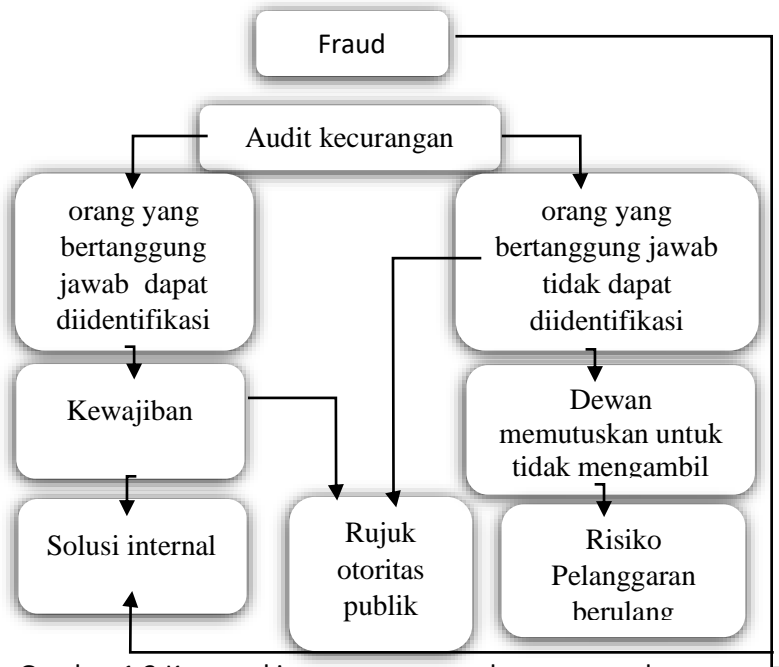 Fraud
Audit kecurangan
orang yang
bertanggung
jawab dapat
diidentifikasi
orang yang
bertanggung jawab
tidak dapat
diidentifikasi
Kewajiban
Dewan
memutuskan untuk
tidak mengambil
Solusi internal
Rujuk
otoritas
publik
Risiko
Pelanggaran
berulang